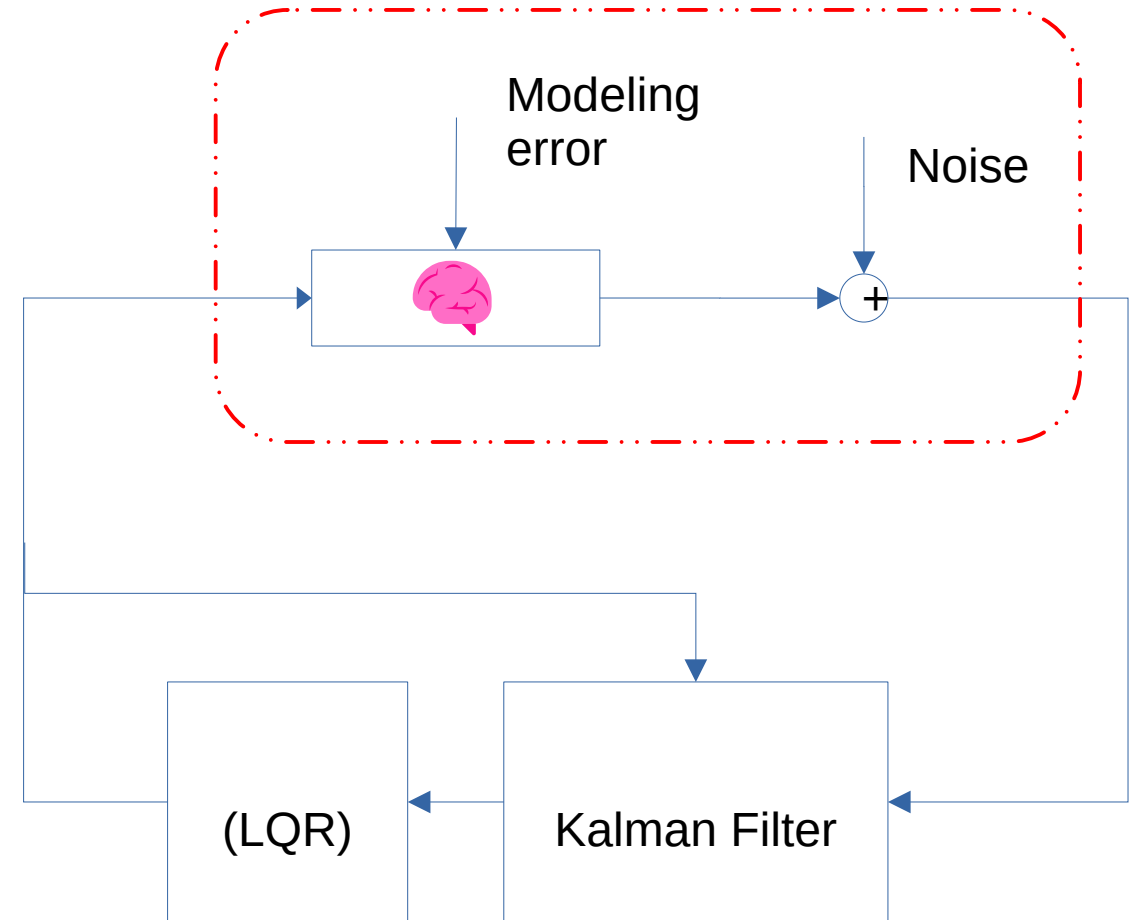 Modeling
error
Noise
+
(LQR)
Kalman Filter